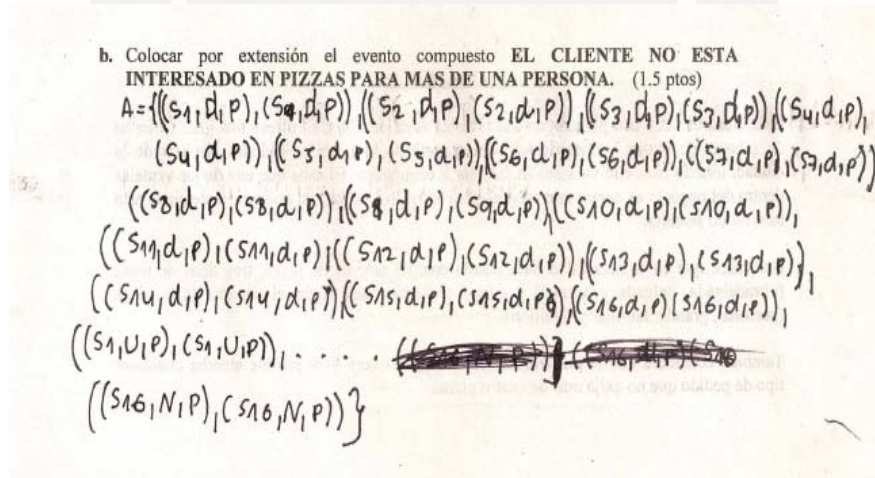 b. Colocar por extensión el evento compuesto EL CLIENTE NO ESTA
INTERESADO EN PIZZAS PARA MAS DE UNA PERSONA. (1.5 ptos)
A={((S1,d,P),(S1,d,P)),((S2,d,P),(S2,d,P)),((S3,d,P),(S3,d,P)),((S4,d,P),
(S4,d,P)),((S5,d,P),(S5,d,P)),((S6,d,P),(S6,d,P)),((S7,d,P),(S7,d,P))
((S8,d,P),(S8,d,P)),((S9,d,P),(S9,d,P)),((S10,d,P),(S10,d,P)),
((S11,d,P),(S11,d,P),((S12,d,P),(S12,d,P)),((S13,d,P),(S13,d,P)),
((S14,d,P),(S14,d,P)),((S15,d,P),(S15,d,P)),((S16,d,P)(S16,d,P)),
((S1,U,P),(S1,U,P)), . . . .
((S16,N,P),(S16,N,P))}